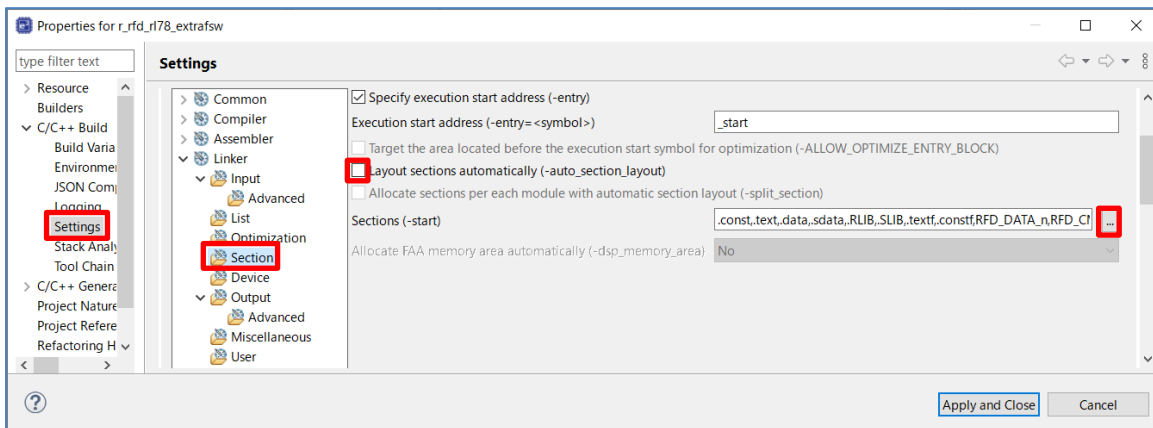 Properties for r_rfd_rl78_extrafsw
type filter text
Settings
Resource
Builders
C/C++ Build
Build Varia
Environme
JSON Com
Logging
Settings
Stack Analy
Tool Chain
C/C++ Genera
Project Nature
Project Refere
Refactoring H
Common
Compiler
Assembler
Linker
Input
Advanced
List
Optimization
Section
Device
Output
Advanced
Miscellaneous
User
Specify execution start address (-entry)
Execution start address (-entry=<symbol>) _start
Target the area located before the execution start symbol for optimization (-ALLOW_OPTIMIZE_ENTRY_BLOCK)
Layout sections automatically (-auto_section_layout)
Allocate sections per each module with automatic section layout (-split_section)
Sections (-start) .const,.text,.data,.sdata,.RLIB,.SLIB,.textf,.constf,RFD_DATA_n,RFD_CM ...
Allocate FAA memory area automatically (-dsp_memory_area) No
? Apply and Close Cancel